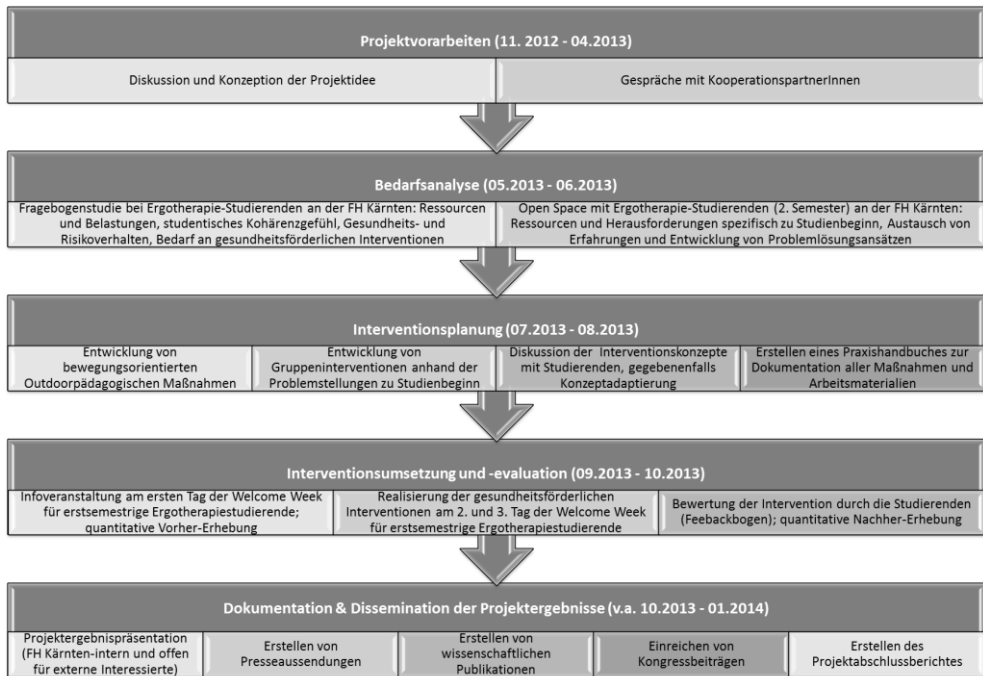 Projektvorarbeiten (11. 2012 - 04.2013)
Diskussion und Konzeption der Projektidee
Gespräche mit KooperationspartnerInnen
Bedarfsanalyse (05.2013 - 06.2013)
Fragebogenstudie bei Ergotherapie-Studierenden an der FH Kärnten: Ressourcen
und Belastungen, studentisches Kohärenzgefühl, Gesundheits- und
Risikoverhalten, Bedarf an gesundheitsförderlichen Interventionen
Open Space mit Ergotherapie-Studierenden (2. Semester) an der FH Kärnten:
Ressourcen und Herausforderungen spezifisch zu Studienbeginn, Austausch von
Erfahrungen und Entwicklung von Problemlösungsansätzen
Interventionsplanung (07.2013 - 08.2013)
Entwicklung von
bewegungsorientierten
Outdoorpädagogischen Maßnahmen
Entwicklung von
Gruppeninterventionen anhand der
Problemstellungen zu Studienbeginn
Diskussion der Interventionskonzepte
mit Studierenden, gegebenenfalls
Konzeptadaptierung
Erstellen eines Praxishandbuches zur
Dokumentation aller Maßnahmen und
Arbeitsmaterialien
Interventionsumsetzung und -evaluation (09.2013 - 10.2013)
Infoveranstaltung am ersten Tag der Welcome Week
für erstsemestrige Ergotherapiestudierende;
quantitative Vorher-Erhebung
Realisierung der gesundheitsförderlichen
Interventionen am 2. und 3. Tag der Welcome Week
für erstsemestrige Ergotherapiestudierende
Bewertung der Intervention durch die Studierenden
(Feebackbogen); quantitative Nachher-Erhebung
Dokumentation & Dissemination der Projektergebnisse (v.a. 10.2013 - 01.2014)
Projektergebnispräsentation
(FH Kärnten-intern und offen
für externe Interessierte)
Erstellen von
Presseaussendungen
Erstellen von
wissenschaftlichen
Publikationen
Einreichen von
Kongressbeiträgen
Erstellen des
Projektabschlussberichtes